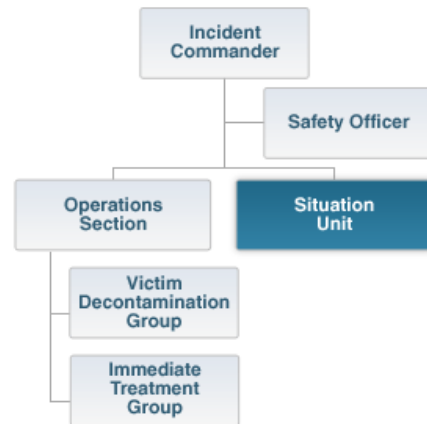 Incident
Commander
Safety Officer
Operations
Section
Situation
Unit
Victim
Decontamination
Group
Immediate
Treatment
Group